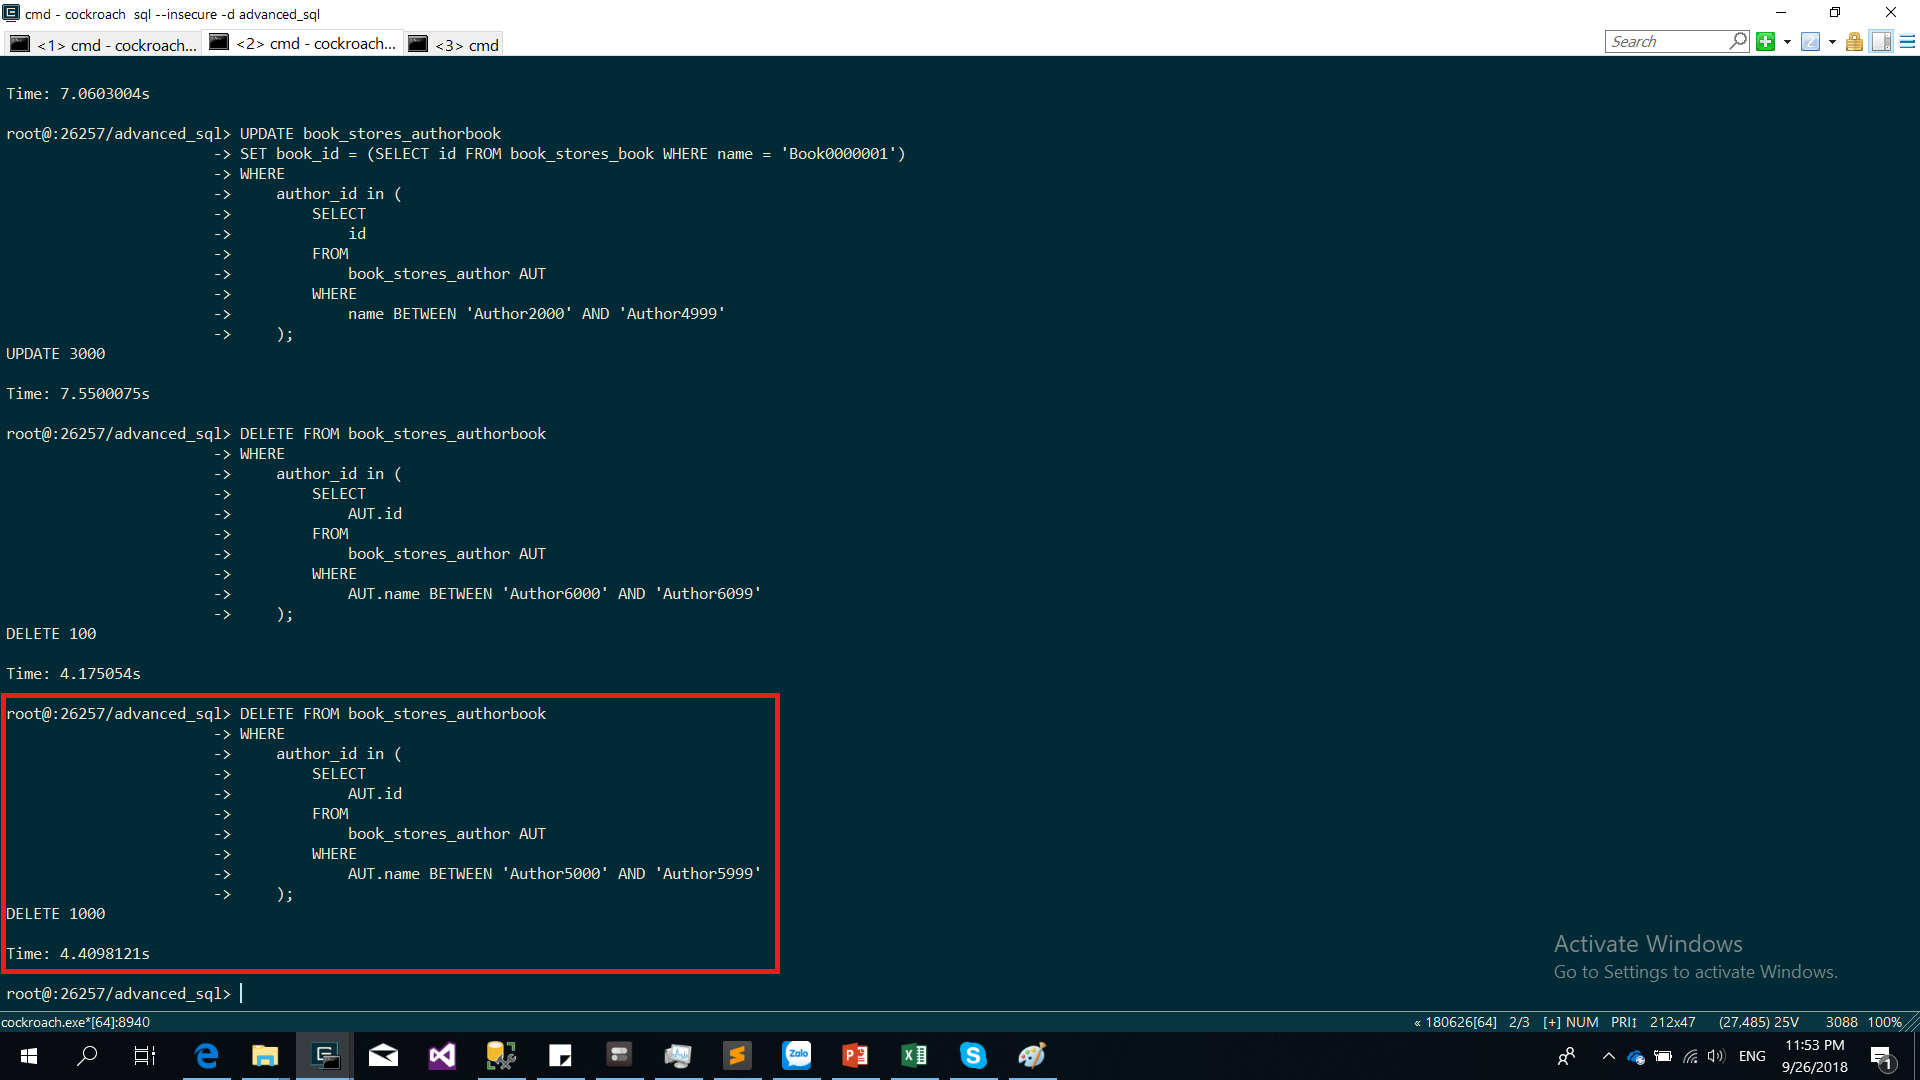 cmd - cockroach  sql --insecure -d advanced_sql
<1> cmd - cockroach...
<2> cmd - cockroach...
<3> cmd
Search
Time: 7.0603004s
root@:26257/advanced_sql> UPDATE book_stores_authorbook
                       -> SET book_id = (SELECT id FROM book_stores_book WHERE name = 'Book0000001')
                       -> WHERE
                       ->     author_id in (
                       ->         SELECT
                       ->             id
                       ->         FROM
                       ->             book_stores_author AUT
                       ->         WHERE
                       ->             name BETWEEN 'Author2000' AND 'Author4999'
                       ->     );
UPDATE 3000
Time: 7.5500075s
root@:26257/advanced_sql> DELETE FROM book_stores_authorbook
                       -> WHERE
                       ->     author_id in (
                       ->         SELECT
                       ->             AUT.id
                       ->         FROM
                       ->             book_stores_author AUT
                       ->         WHERE
                       ->             AUT.name BETWEEN 'Author6000' AND 'Author6099'
                       ->     );
DELETE 100
Time: 4.175054s
root@:26257/advanced_sql> DELETE FROM book_stores_authorbook
                       -> WHERE
                       ->     author_id in (
                       ->         SELECT
                       ->             AUT.id
                       ->         FROM
                       ->             book_stores_author AUT
                       ->         WHERE
                       ->             AUT.name BETWEEN 'Author5000' AND 'Author5999'
                       ->     );
DELETE 1000
Time: 4.4098121s
root@:26257/advanced_sql>
Activate Windows
Go to Settings to activate Windows.
cockroach.exe*[64]:8940
« 180626[64] 2/3 [+] NUM PRI↕ 212x47 (27,485) 25V 3088 100%
Zalo
ENG
11:53 PM
9/26/2018
1